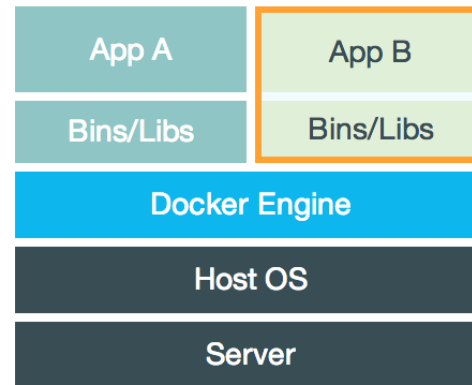 App A
App B
Bins/Libs
Bins/Libs
Docker Engine
Host OS
Server